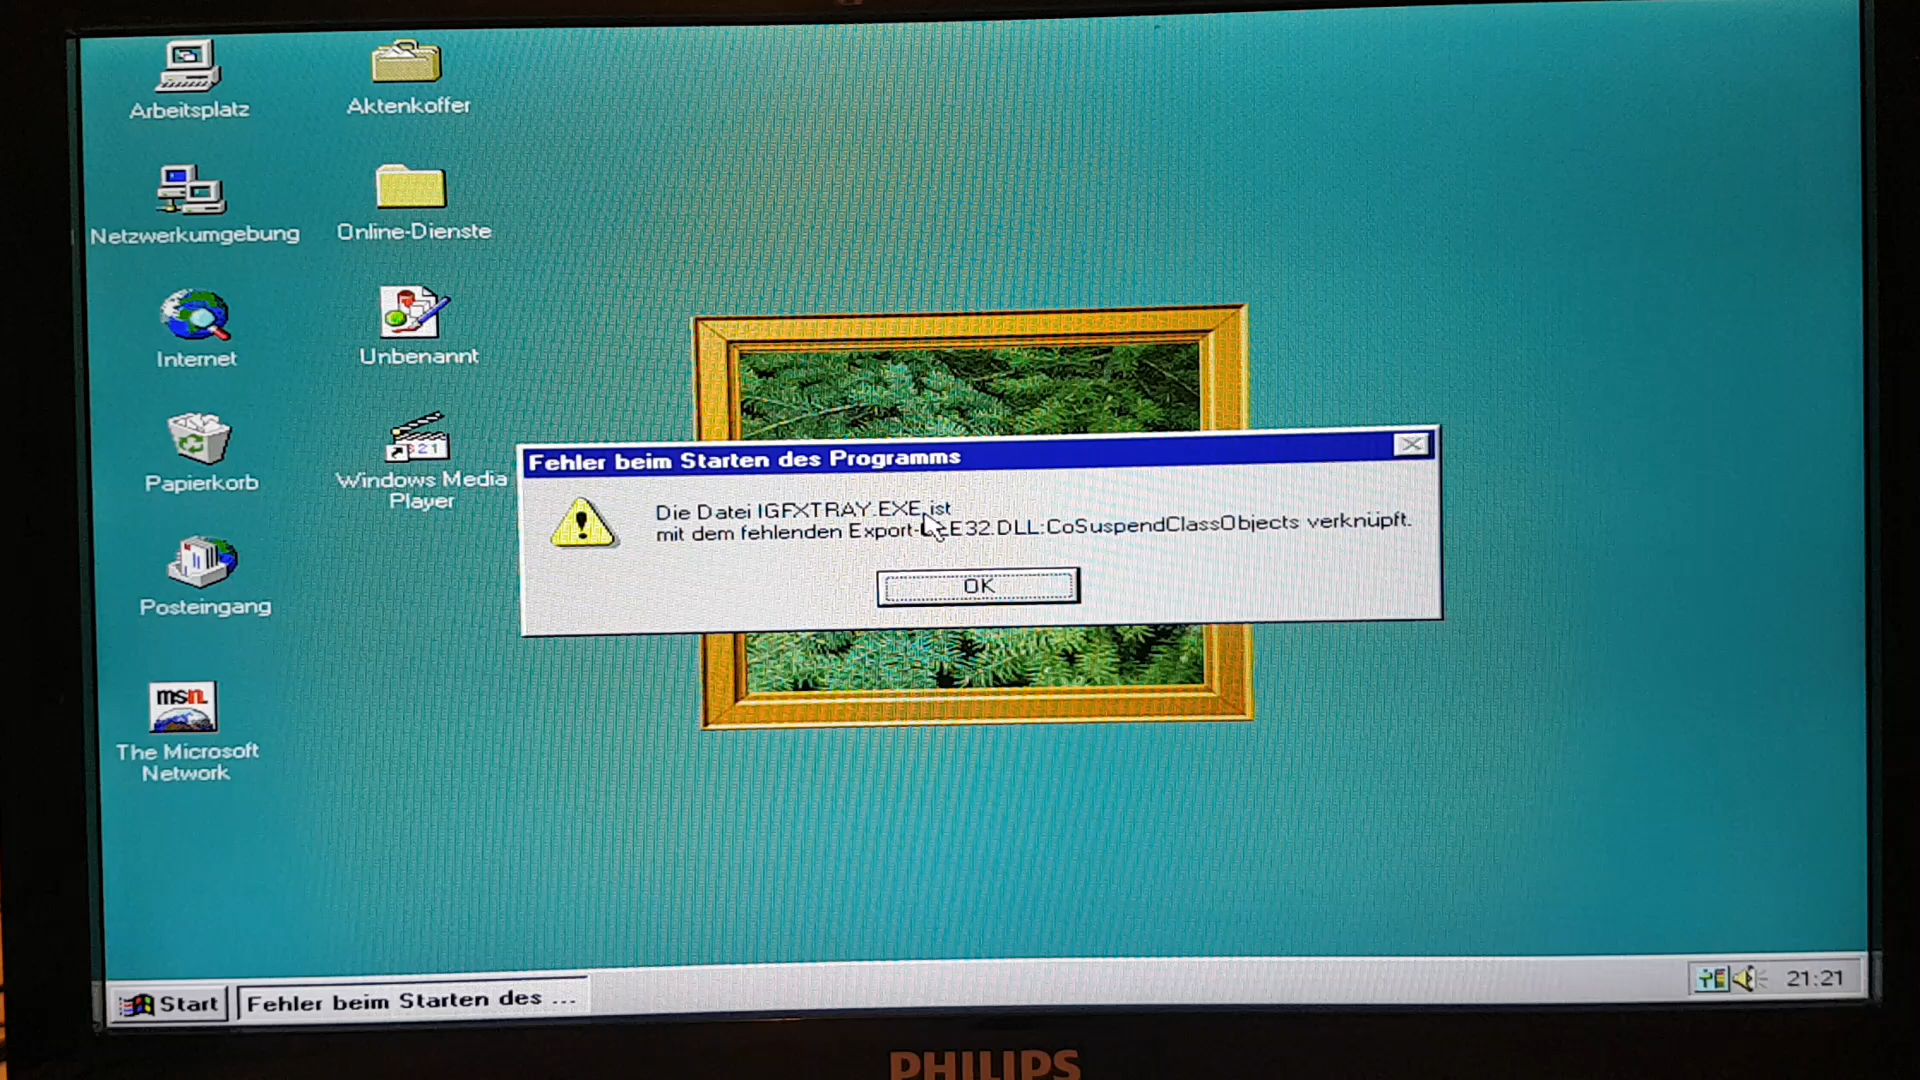 Arbeitsplatz
Aktenkoffer
Netzwerkumgebung
Online-Dienste
Internet
Unbenannt
Papierkorb
321
Windows Media
Player
Posteingang
msn
The Microsoft
Network
Fehler beim Starten des Programms
Die Datei IGFXTRAY.EXE ist
mit dem fehlenden Export-LE32.DLL:CoSuspendClassObjects verknüpft.
OK
Start
Fehler beim Starten des ...
21:21
PHILIPS